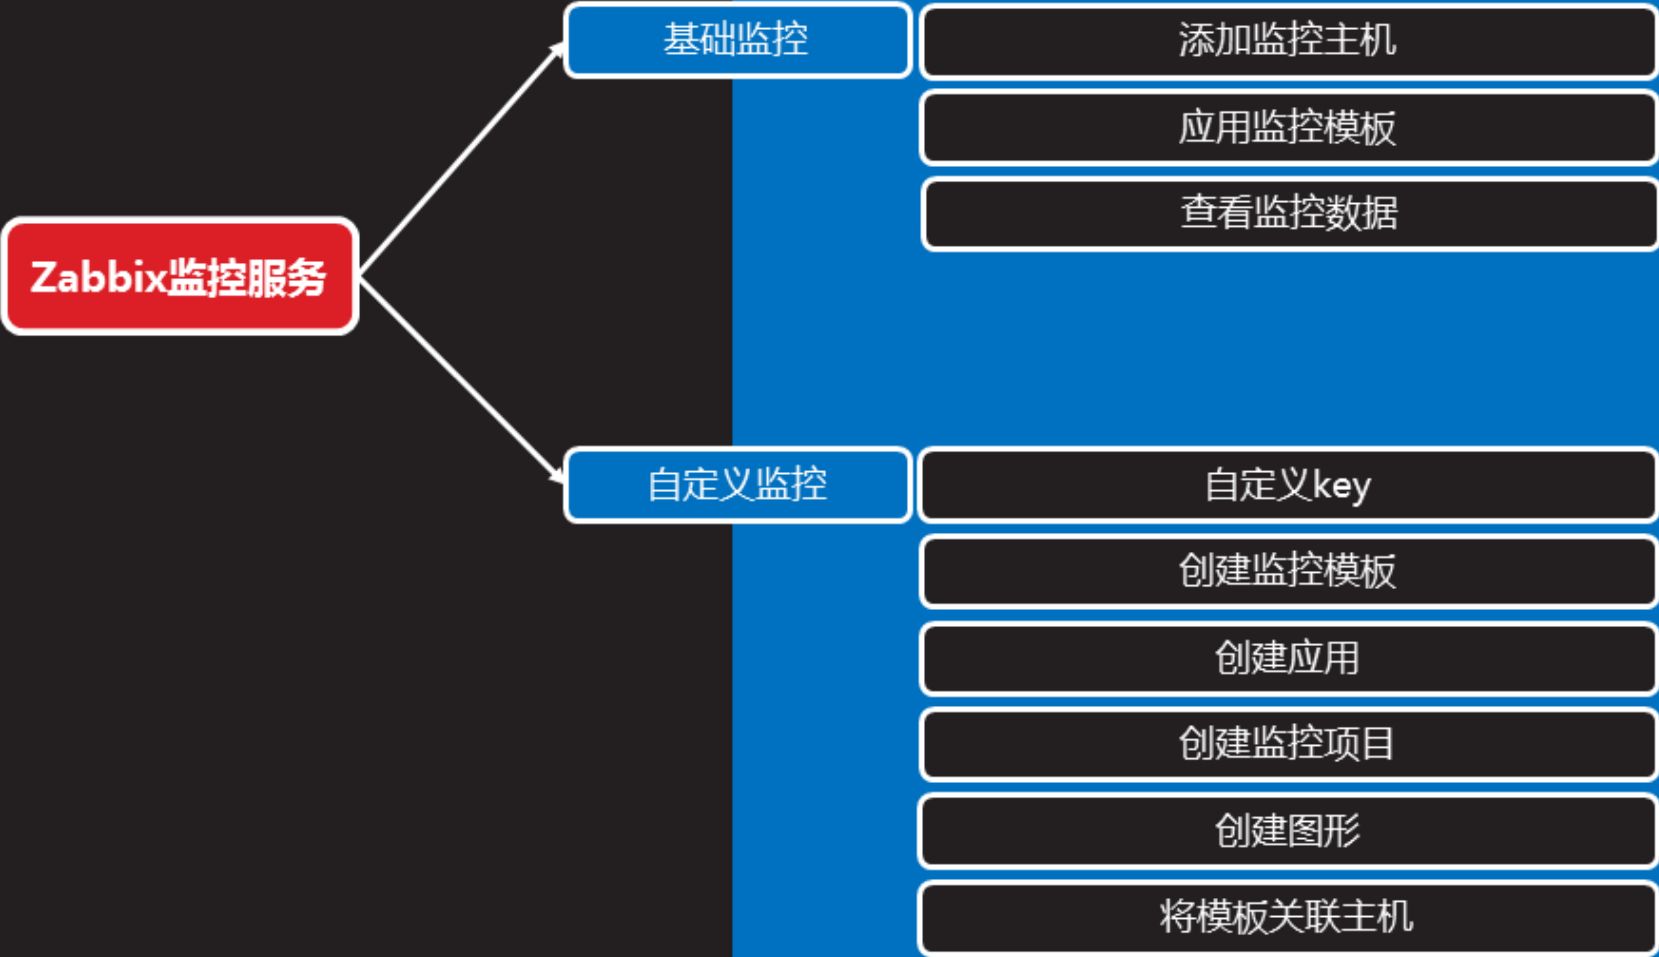 Zabbix监控服务
基础监控
添加监控主机
应用监控模板
查看监控数据
自定义监控
自定义key
创建监控模板
创建应用
创建监控项目
创建图形
将模板关联主机